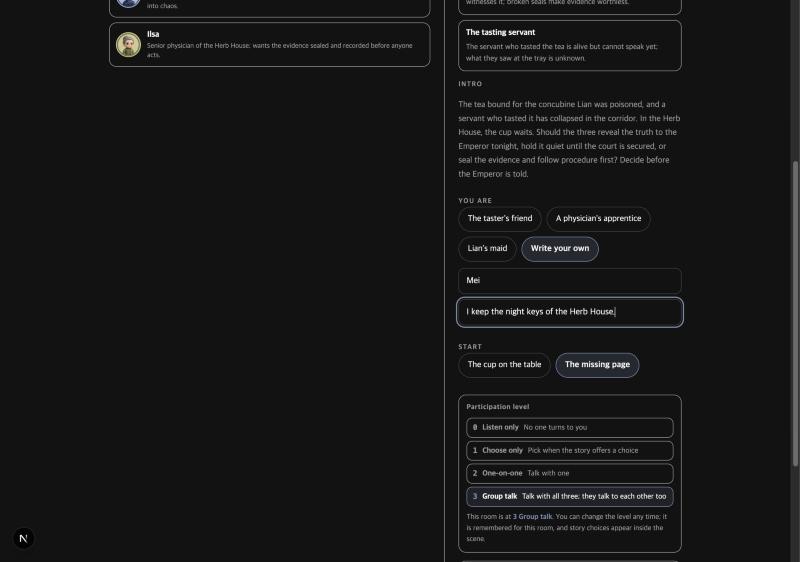 into chaos.
Ilsa
Senior physician of the Herb House; wants the evidence sealed and recorded before anyone
acts.
witnesses it; broken seals make evidence worthless.
The tasting servant
The servant who tasted the tea is alive but cannot speak yet;
what they saw at the tray is unknown.
INTRO
The tea bound for the concubine Lian was poisoned, and a
servant who tasted it has collapsed in the corridor. In the Herb
House, the cup waits. Should the three reveal the truth to the
Emperor tonight, hold it quiet until the court is secured, or
seal the evidence and follow procedure first? Decide before
the Emperor is told.
YOU ARE
The taster's friend
A physician's apprentice
Lian's maid
Write your own
Mei
I keep the night keys of the Herb House.
START
The cup on the table
The missing page
Participation level
0 Listen only No one turns to you
1 Choose only Pick when the story offers a choice
2 One-on-one Talk with one
3 Group talk Talk with all three; they talk to each other too
This room is at 3 Group talk. You can change the level any time; it
is remembered for this room, and story choices appear inside the
scene.
N